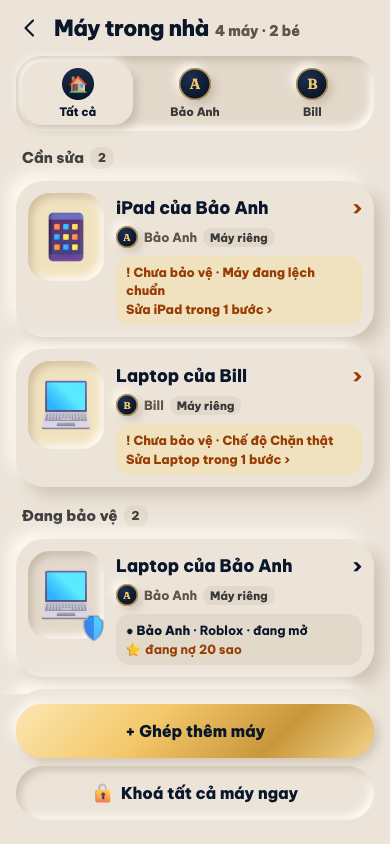 Máy trong nhà 4 máy · 2 bé
A
B
Tất cả
Bảo Anh
Bill
Cần sửa 2
iPad của Bảo Anh ›
A Bảo Anh Máy riêng
! Chưa bảo vệ · Máy đang lệch
chuẩn
Sửa iPad trong 1 bước ›
Laptop của Bill ›
B Bill Máy riêng
! Chưa bảo vệ · Chế độ Chặn thật
Sửa Laptop trong 1 bước ›
Đang bảo vệ 2
Laptop của Bảo Anh ›
A Bảo Anh Máy riêng
● Bảo Anh · Roblox · đang mở
⭐ đang nợ 20 sao
+ Ghép thêm máy
🔒 Khoá tất cả máy ngay